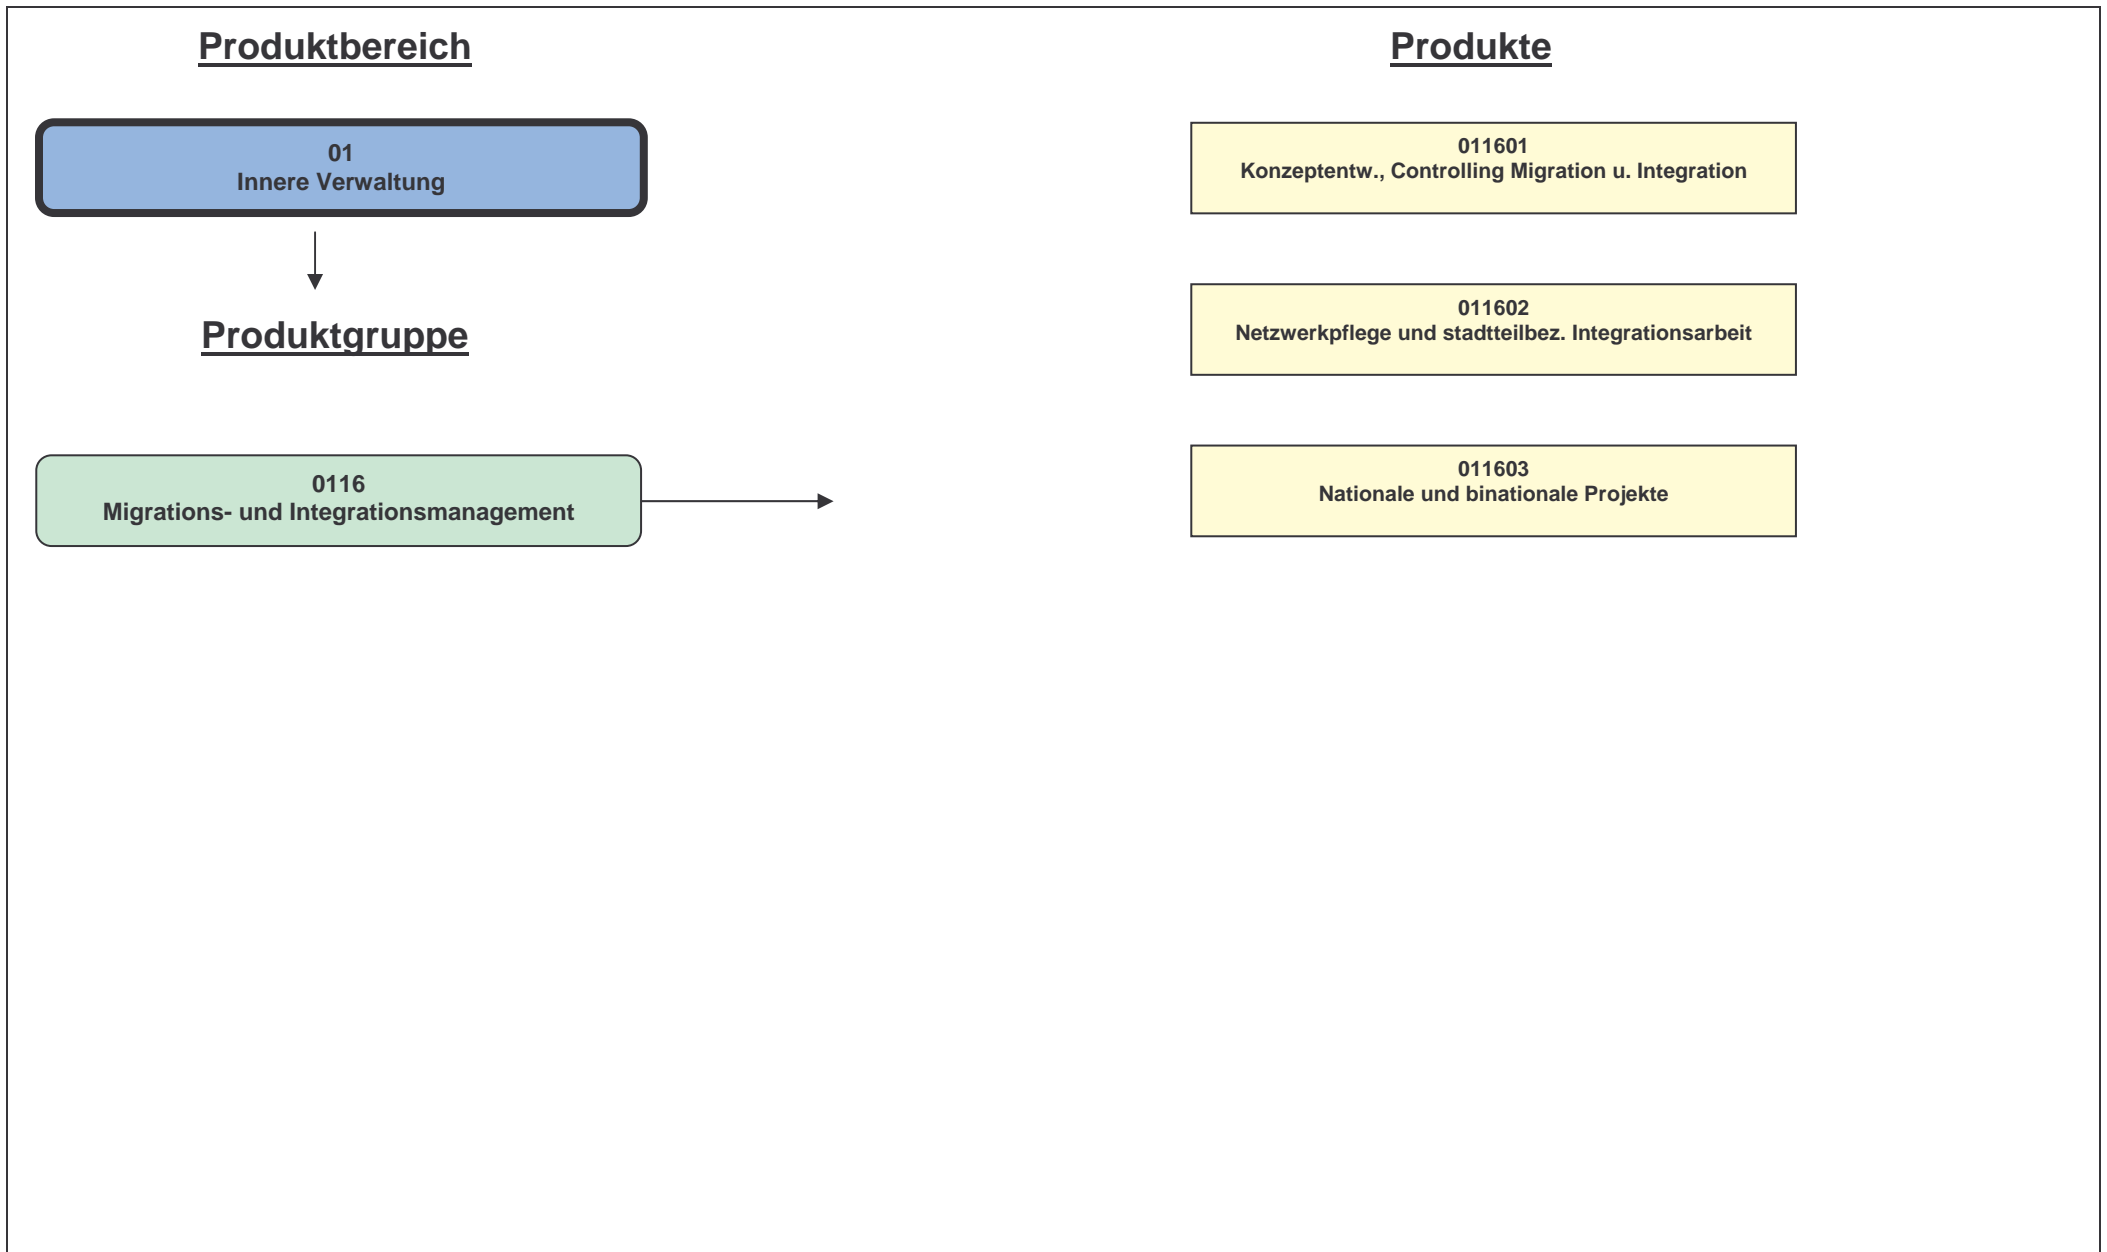 Produktbereich
01
Innere Verwaltung
Produktgruppe
0116
Migrations- und Integrationsmanagement
Produkte
011601
Konzeptentw., Controlling Migration u. Integration
011602
Netzwerkpflege und stadtteilbez. Integrationsarbeit
011603
Nationale und binationale Projekte